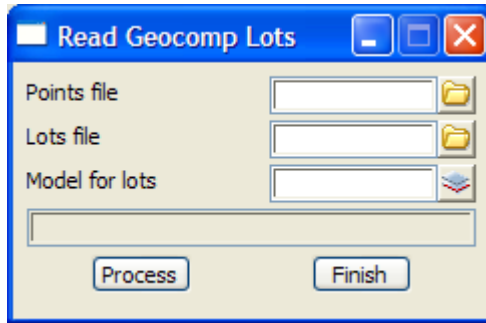 Read Geocomp Lots
Points file
Lots file
Model for lots
Process Finish